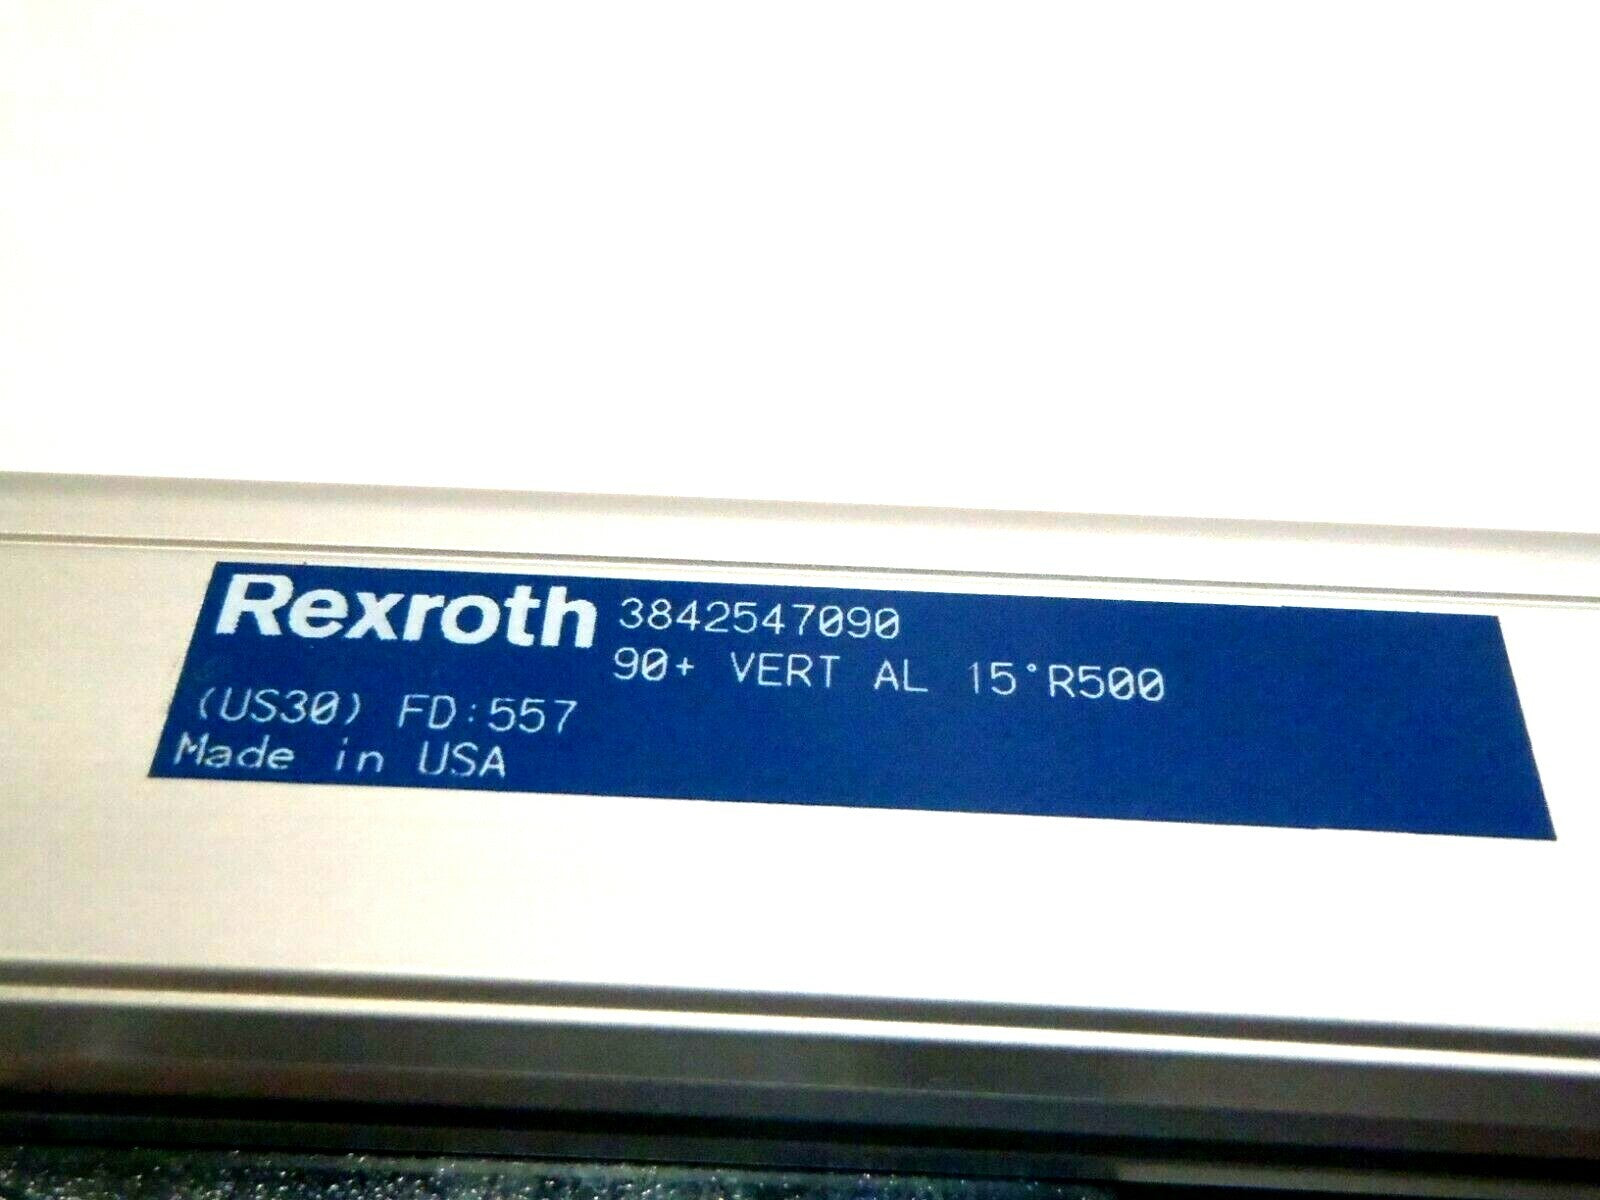 Rexroth 3842547090
90+ VERT AL 15°R500
(US30) FD:557
Made in USA